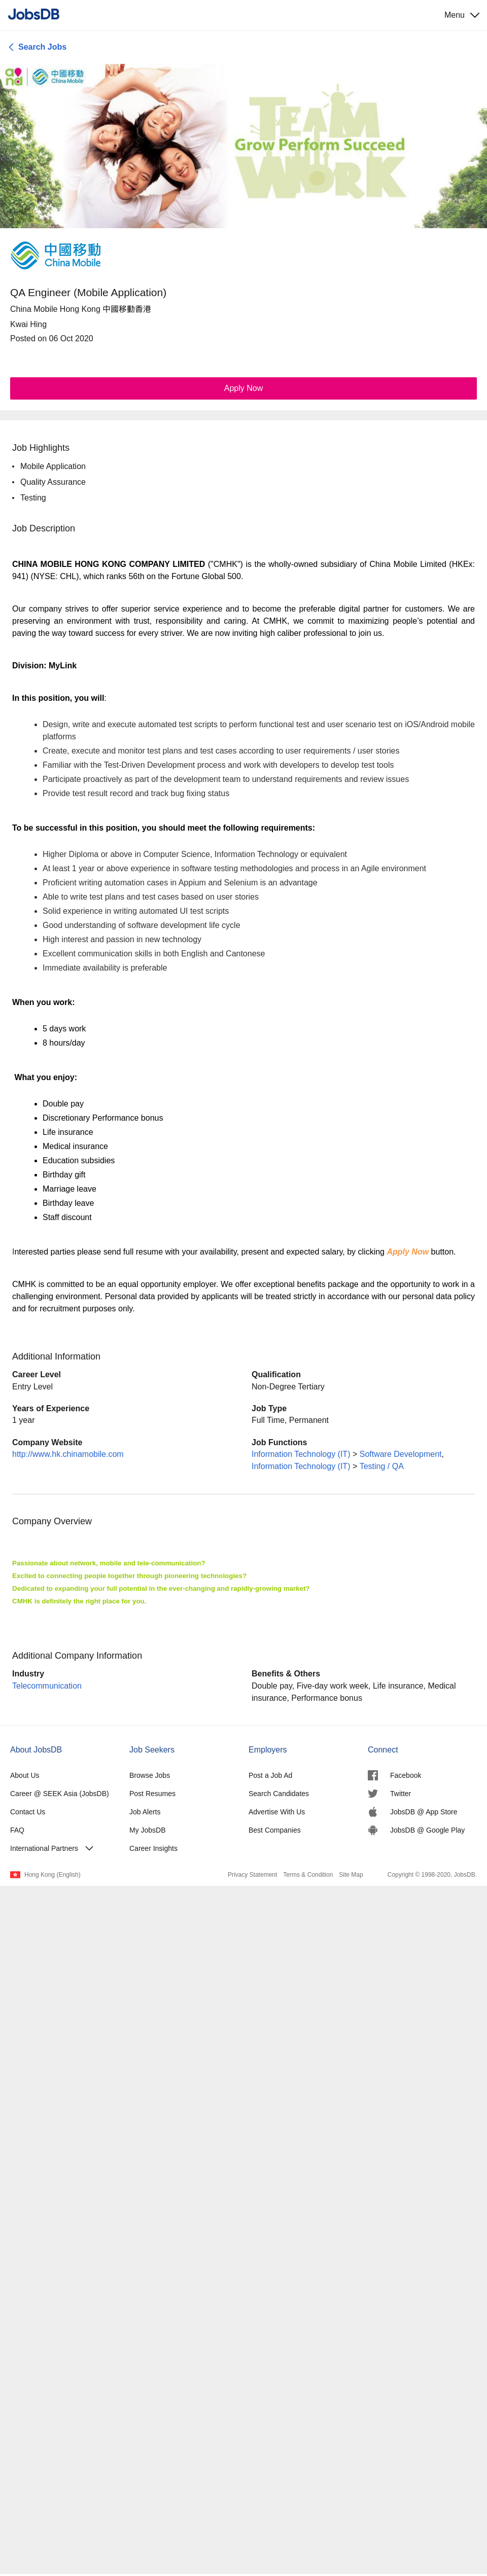 JobsDB
Menu
Search Jobs
and
中國移動
China Mobile
TEAM
Grow Perform Succeed
WORK
中國移動
China Mobile
QA Engineer (Mobile Application)
China Mobile Hong Kong 中國移動香港
Kwai Hing
Posted on 06 Oct 2020
Apply Now
Job Highlights
• Mobile Application
• Quality Assurance
• Testing
Job Description
CHINA MOBILE HONG KONG COMPANY LIMITED ("CMHK") is the wholly-owned subsidiary of China Mobile Limited (HKEx:
941) (NYSE: CHL), which ranks 56th on the Fortune Global 500.
Our company strives to offer superior service experience and to become the preferable digital partner for customers. We are
preserving an environment with trust, responsibility and caring. At CMHK, we commit to maximizing people's potential and
paving the way toward success for every striver. We are now inviting high caliber professional to join us.
Division: MyLink
In this position, you will:
• Design, write and execute automated test scripts to perform functional test and user scenario test on iOS/Android mobile
platforms
• Create, execute and monitor test plans and test cases according to user requirements / user stories
• Familiar with the Test-Driven Development process and work with developers to develop test tools
• Participate proactively as part of the development team to understand requirements and review issues
• Provide test result record and track bug fixing status
To be successful in this position, you should meet the following requirements:
• Higher Diploma or above in Computer Science, Information Technology or equivalent
• At least 1 year or above experience in software testing methodologies and process in an Agile environment
• Proficient writing automation cases in Appium and Selenium is an advantage
• Able to write test plans and test cases based on user stories
• Solid experience in writing automated UI test scripts
• Good understanding of software development life cycle
• High interest and passion in new technology
• Excellent communication skills in both English and Cantonese
• Immediate availability is preferable
When you work:
• 5 days work
• 8 hours/day
What you enjoy:
• Double pay
• Discretionary Performance bonus
• Life insurance
• Medical insurance
• Education subsidies
• Birthday gift
• Marriage leave
• Birthday leave
• Staff discount
Interested parties please send full resume with your availability, present and expected salary, by clicking Apply Now button.
CMHK is committed to be an equal opportunity employer. We offer exceptional benefits package and the opportunity to work in a
challenging environment. Personal data provided by applicants will be treated strictly in accordance with our personal data policy
and for recruitment purposes only.
Additional Information
Career Level
Entry Level
Qualification
Non-Degree Tertiary
Years of Experience
1 year
Job Type
Full Time, Permanent
Company Website
http://www.hk.chinamobile.com
Job Functions
Information Technology (IT) > Software Development,
Information Technology (IT) > Testing / QA
Company Overview
Passionate about network, mobile and tele-communication?
Excited to connecting people together through pioneering technologies?
Dedicated to expanding your full potential in the ever-changing and rapidly-growing market?
CMHK is definitely the right place for you.
Additional Company Information
Industry
Telecommunication
Benefits & Others
Double pay, Five-day work week, Life insurance, Medical
insurance, Performance bonus
About JobsDB
About Us
Career @ SEEK Asia (JobsDB)
Contact Us
FAQ
International Partners
Job Seekers
Browse Jobs
Post Resumes
Job Alerts
My JobsDB
Career Insights
Employers
Post a Job Ad
Search Candidates
Advertise With Us
Best Companies
Connect
Facebook
Twitter
JobsDB @ App Store
JobsDB @ Google Play
Hong Kong (English)
Privacy Statement Terms & Condition Site Map
Copyright © 1998-2020, JobsDB.